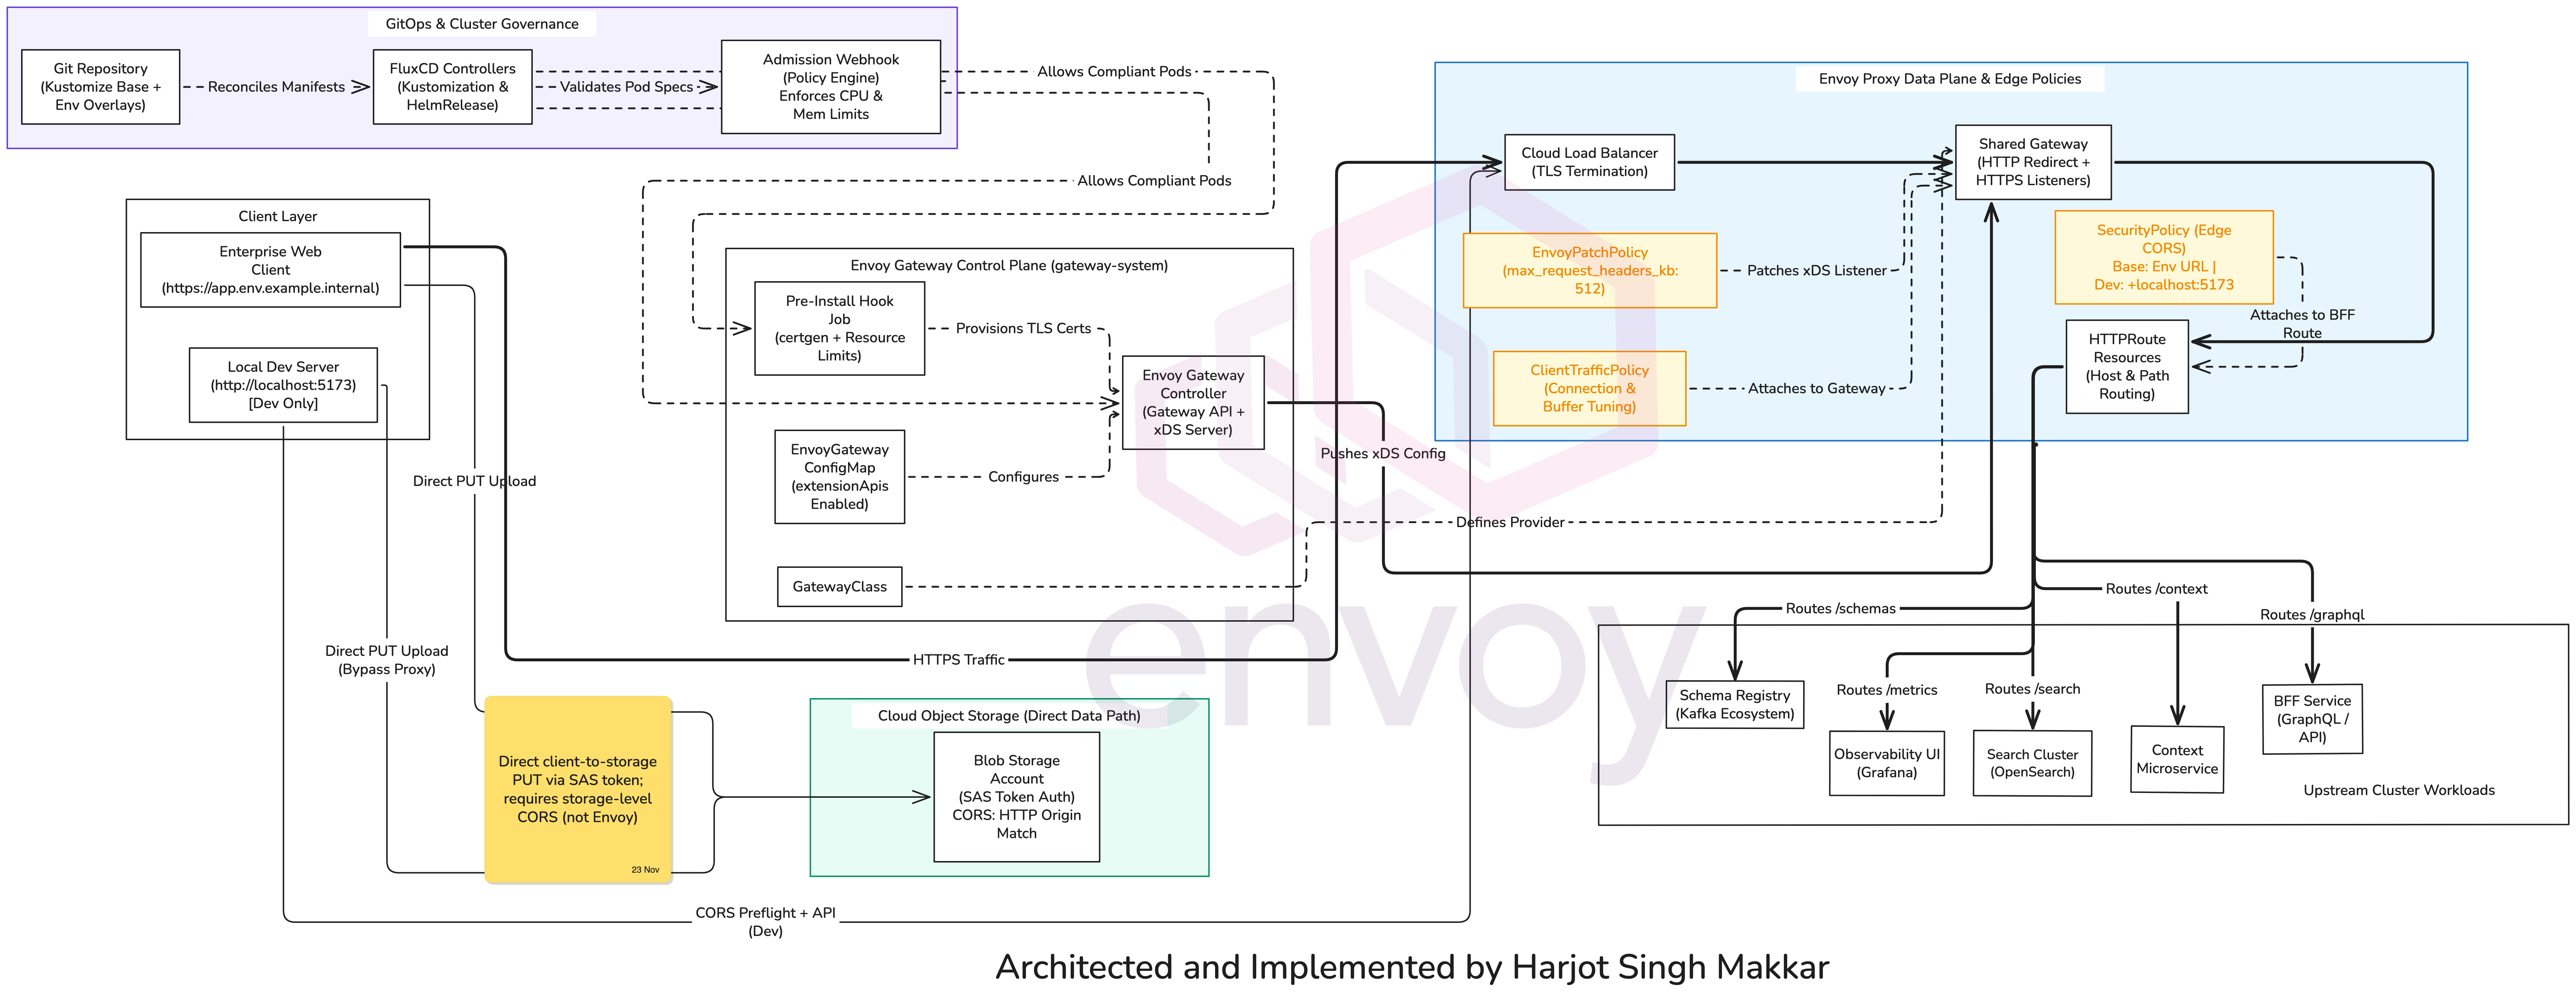 GitOps & Cluster Governance
Git Repository
(Kustomize Base +
Env Overlays)
Reconciles Manifests
FluxCD Controllers
(Kustomization &
HelmRelease)
Validates Pod Specs
Admission Webhook
(Policy Engine)
Enforces CPU &
Mem Limits
Allows Compliant Pods
Allows Compliant Pods
Client Layer
Enterprise Web
Client
(https://app.env.example.internal)
Local Dev Server
(http://localhost:5173)
[Dev Only]
Direct PUT Upload
Direct PUT Upload
(Bypass Proxy)
Envoy Gateway Control Plane (gateway-system)
Pre-Install Hook
Job
(certgen + Resource
Limits)
Provisions TLS Certs
Envoy Gateway
Controller
(Gateway API +
xDS Server)
EnvoyGateway
ConfigMap
(extensionApis
Enabled)
Configures
GatewayClass
Defines Provider
Pushes xDS Config
HTTPS Traffic
Envoy Proxy Data Plane & Edge Policies
Cloud Load Balancer
(TLS Termination)
Shared Gateway
(HTTP Redirect +
HTTPS Listeners)
EnvoyPatchPolicy
(max_request_headers_kb:
512)
Patches xDS Listener
SecurityPolicy (Edge
CORS)
Base: Env URL |
Dev: +localhost:5173
Attaches to BFF
Route
ClientTrafficPolicy
(Connection &
Buffer Tuning)
Attaches to Gateway
HTTPRoute
Resources
(Host & Path
Routing)
Routes /schemas
Routes /context
Routes /graphql
Routes /metrics
Routes /search
Schema Registry
(Kafka Ecosystem)
Observability UI
(Grafana)
Search Cluster
(OpenSearch)
Context
Microservice
BFF Service
(GraphQL /
API)
Upstream Cluster Workloads
Direct client-to-storage
PUT via SAS token;
requires storage-level
CORS (not Envoy)
23 Nov
Cloud Object Storage (Direct Data Path)
Blob Storage
Account
(SAS Token Auth)
CORS: HTTP Origin
Match
CORS Preflight + API
(Dev)
envoy
Architected and Implemented by Harjot Singh Makkar